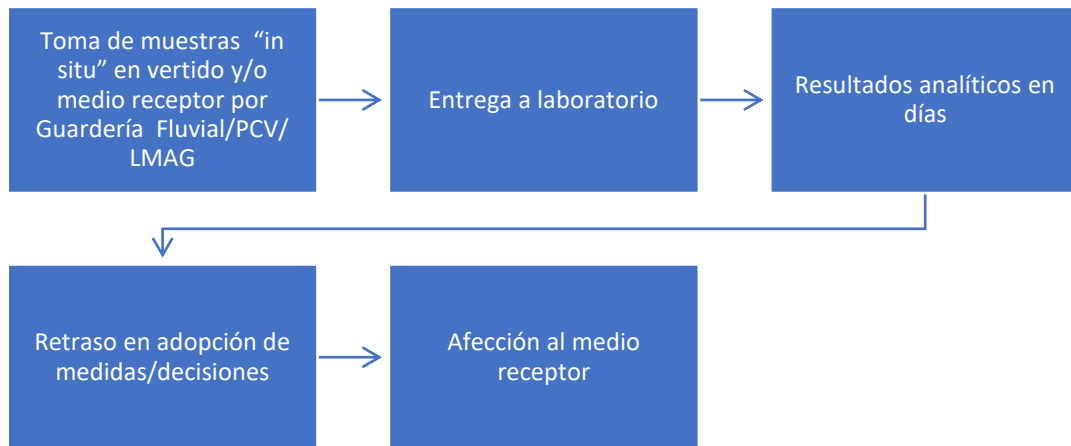 Toma de muestras “in
situ” en vertido y/o
medio receptor por
Guardería Fluvial/PCV/
LMAG
Entrega a laboratorio
Resultados analíticos en
días
Retraso en adopción de
medidas/decisiones
Afección al medio
receptor